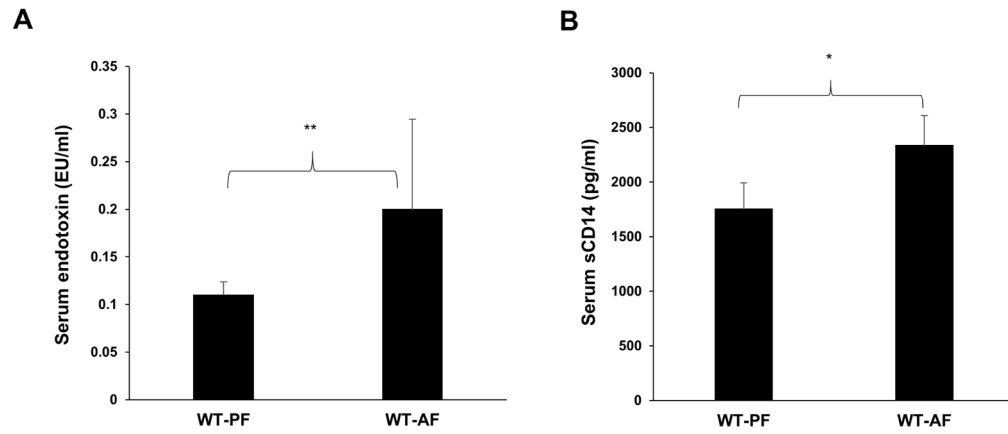 A
Serum endotoxin (EU/ml)
0.35
0.3
0.25
0.2
0.15
0.1
0.05
0
**
WT-PF WT-AF
B
Serum sCD14 (pg/ml)
3000
2500
2000
1500
1000
500
0
*
WT-PF WT-AF